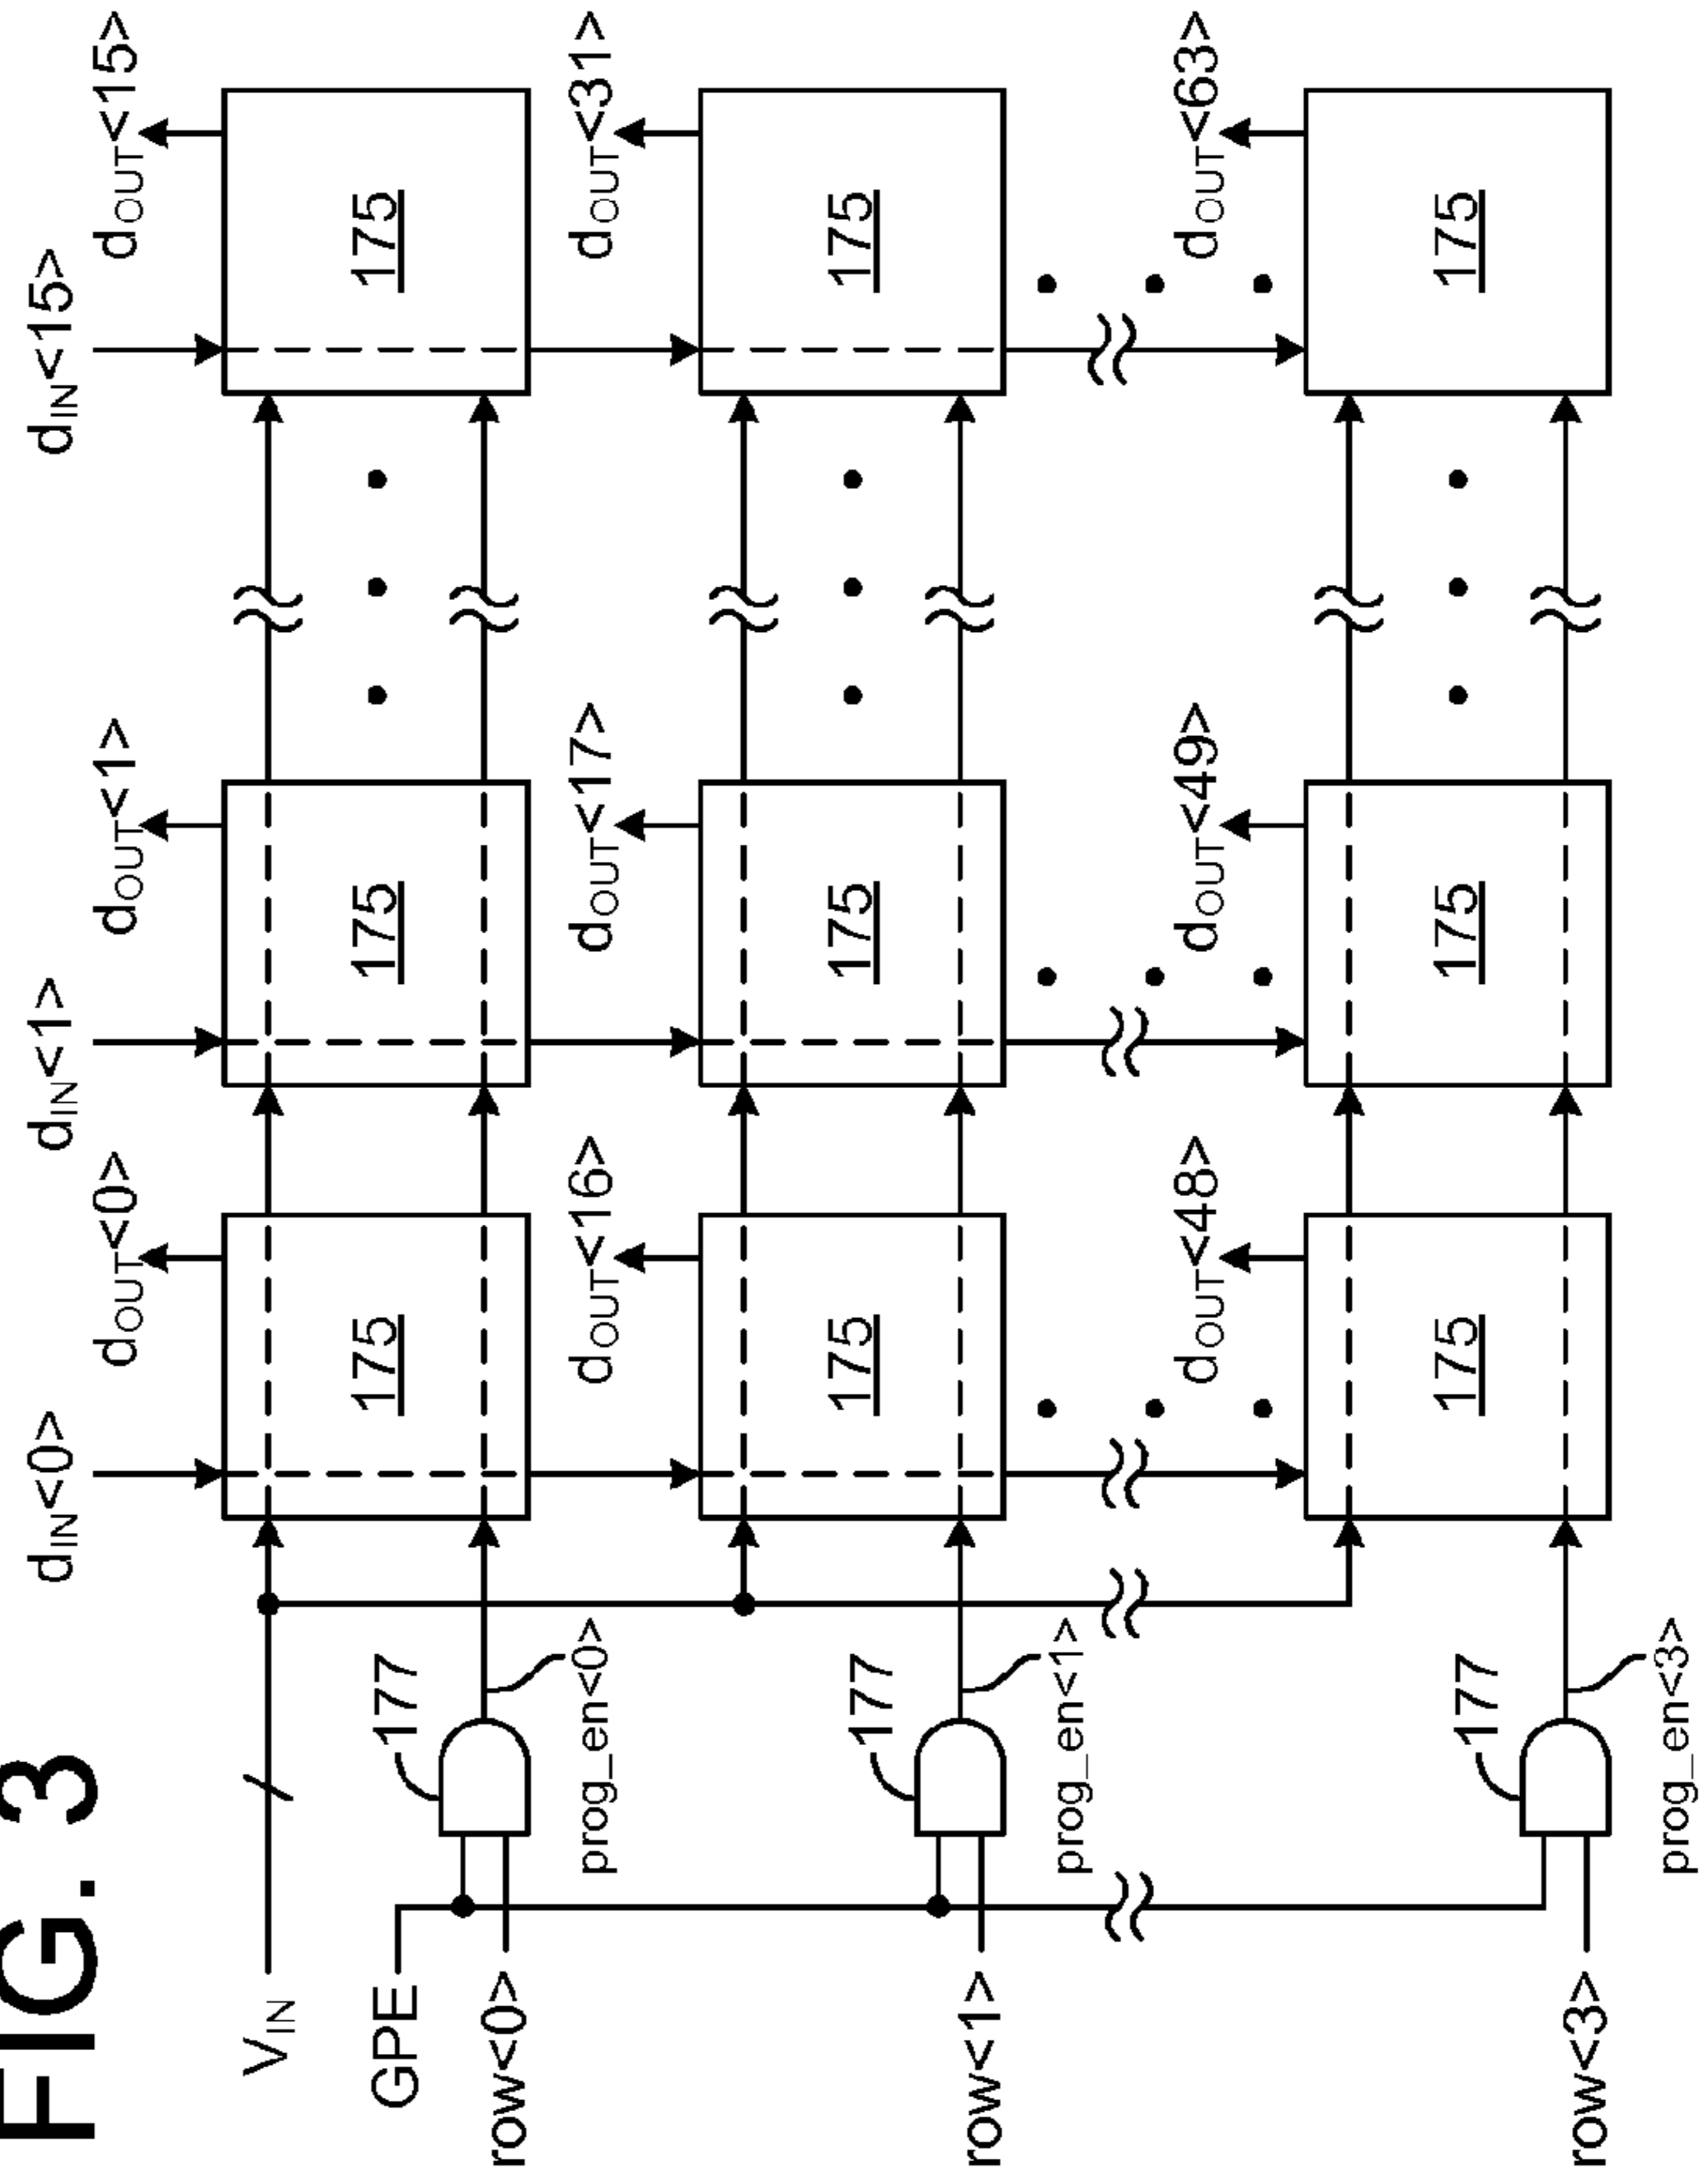 FIG. 3
d_IN<0> d_IN<1> d_IN<15>
d_OUT<0> d_OUT<1> d_OUT<15>
V_IN
175 175 175
GPE 177
row<0>
prog_en<0>
d_OUT<16> d_OUT<17> d_OUT<31>
175 175 175
177
row<1>
prog_en<1>
d_OUT<48> d_OUT<49> d_OUT<63>
175 175 175
177
row<3>
prog_en<3>